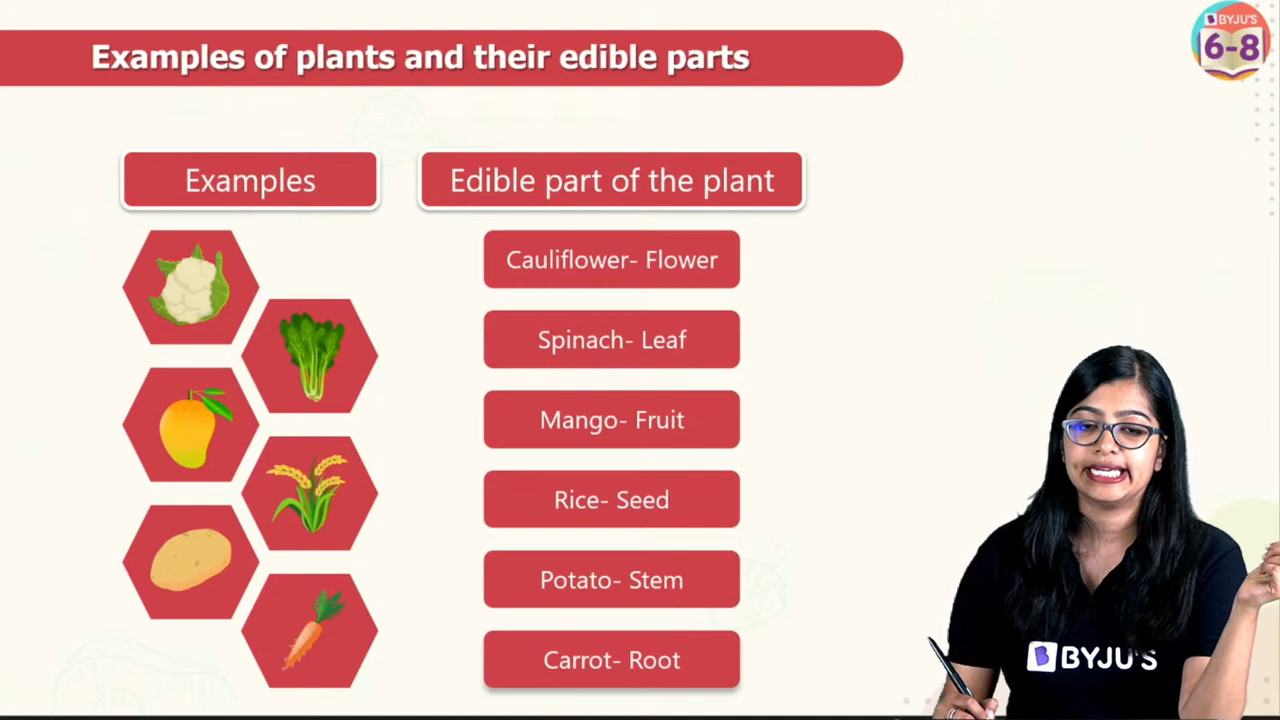 Examples of plants and their edible parts
BYJU'S
6-8
Examples
Edible part of the plant
Cauliflower- Flower
Spinach- Leaf
Mango- Fruit
Rice- Seed
Potato- Stem
Carrot- Root
BYJU'S